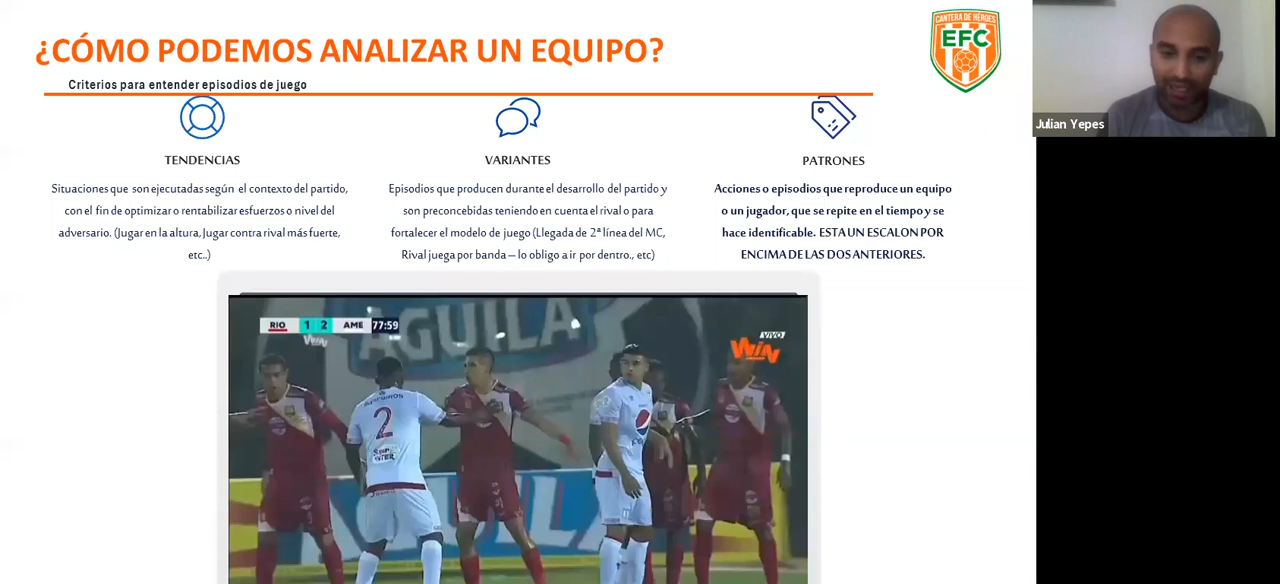 ¿CÓMO PODEMOS ANALIZAR UN EQUIPO?
Criterios para entender episodios de juego
CANTERA DE HÉROES
EFC
Julian Yepes
TENDENCIAS
Situaciones que son ejecutadas según el contexto del partido,
con el fin de optimizar o rentabilizar esfuerzos o nivel del
adversario. (Jugar en la altura, Jugar contra rival más fuerte,
etc..)
VARIANTES
Episodios que producen durante el desarrollo del partido y
son preconcebidas teniendo en cuenta el rival o para
fortalecer el modelo de juego (Llegada de 2ª línea del MC,
Rival juega por banda – lo obligo a ir por dentro., etc)
PATRONES
Acciones o episodios que reproduce un equipo
o un jugador, que se repite en el tiempo y se
hace identificable. ESTA UN ESCALON POR
ENCIMA DE LAS DOS ANTERIORES.
RIO 1 2 AME 77:59
WIN
VIVO
WIN
AGUILA
2